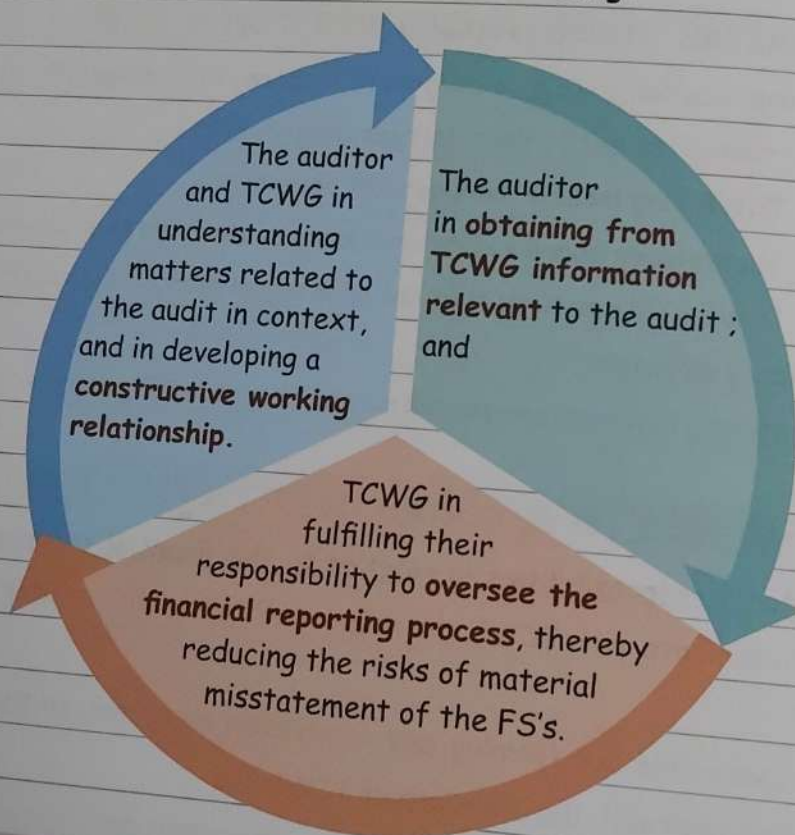 The auditor
and TCWG in
understanding
matters related to
the audit in context,
and in developing a
constructive working
relationship.
The auditor
in obtaining from
TCWG information
relevant to the audit ;
and
TCWG in
fulfilling their
responsibility to oversee the
financial reporting process, thereby
reducing the risks of material
misstatement of the FS's.